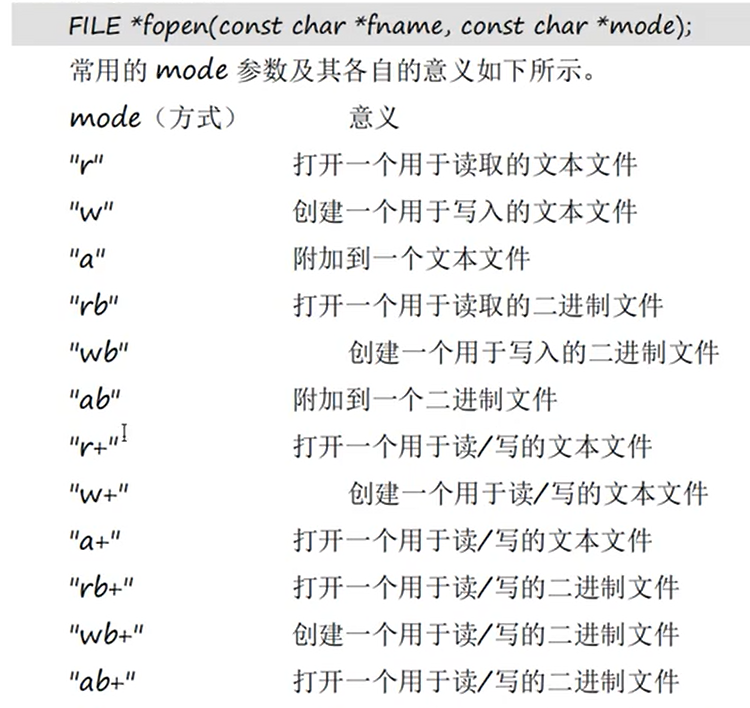 FILE *fopen(const char *fname, const char *mode);
常用的 mode 参数及其各自的意义如下所示。
mode（方式） 意义
"r" 打开一个用于读取的文本文件
"w" 创建一个用于写入的文本文件
"a" 附加到一个文本文件
"rb" 打开一个用于读取的二进制文件
"wb" 创建一个用于写入的二进制文件
"ab" 附加到一个二进制文件
"r+" 打开一个用于读/写的文本文件
"w+" 创建一个用于读/写的文本文件
"a+" 打开一个用于读/写的文本文件
"rb+" 打开一个用于读/写的二进制文件
"wb+" 创建一个用于读/写的二进制文件
"ab+" 打开一个用于读/写的二进制文件